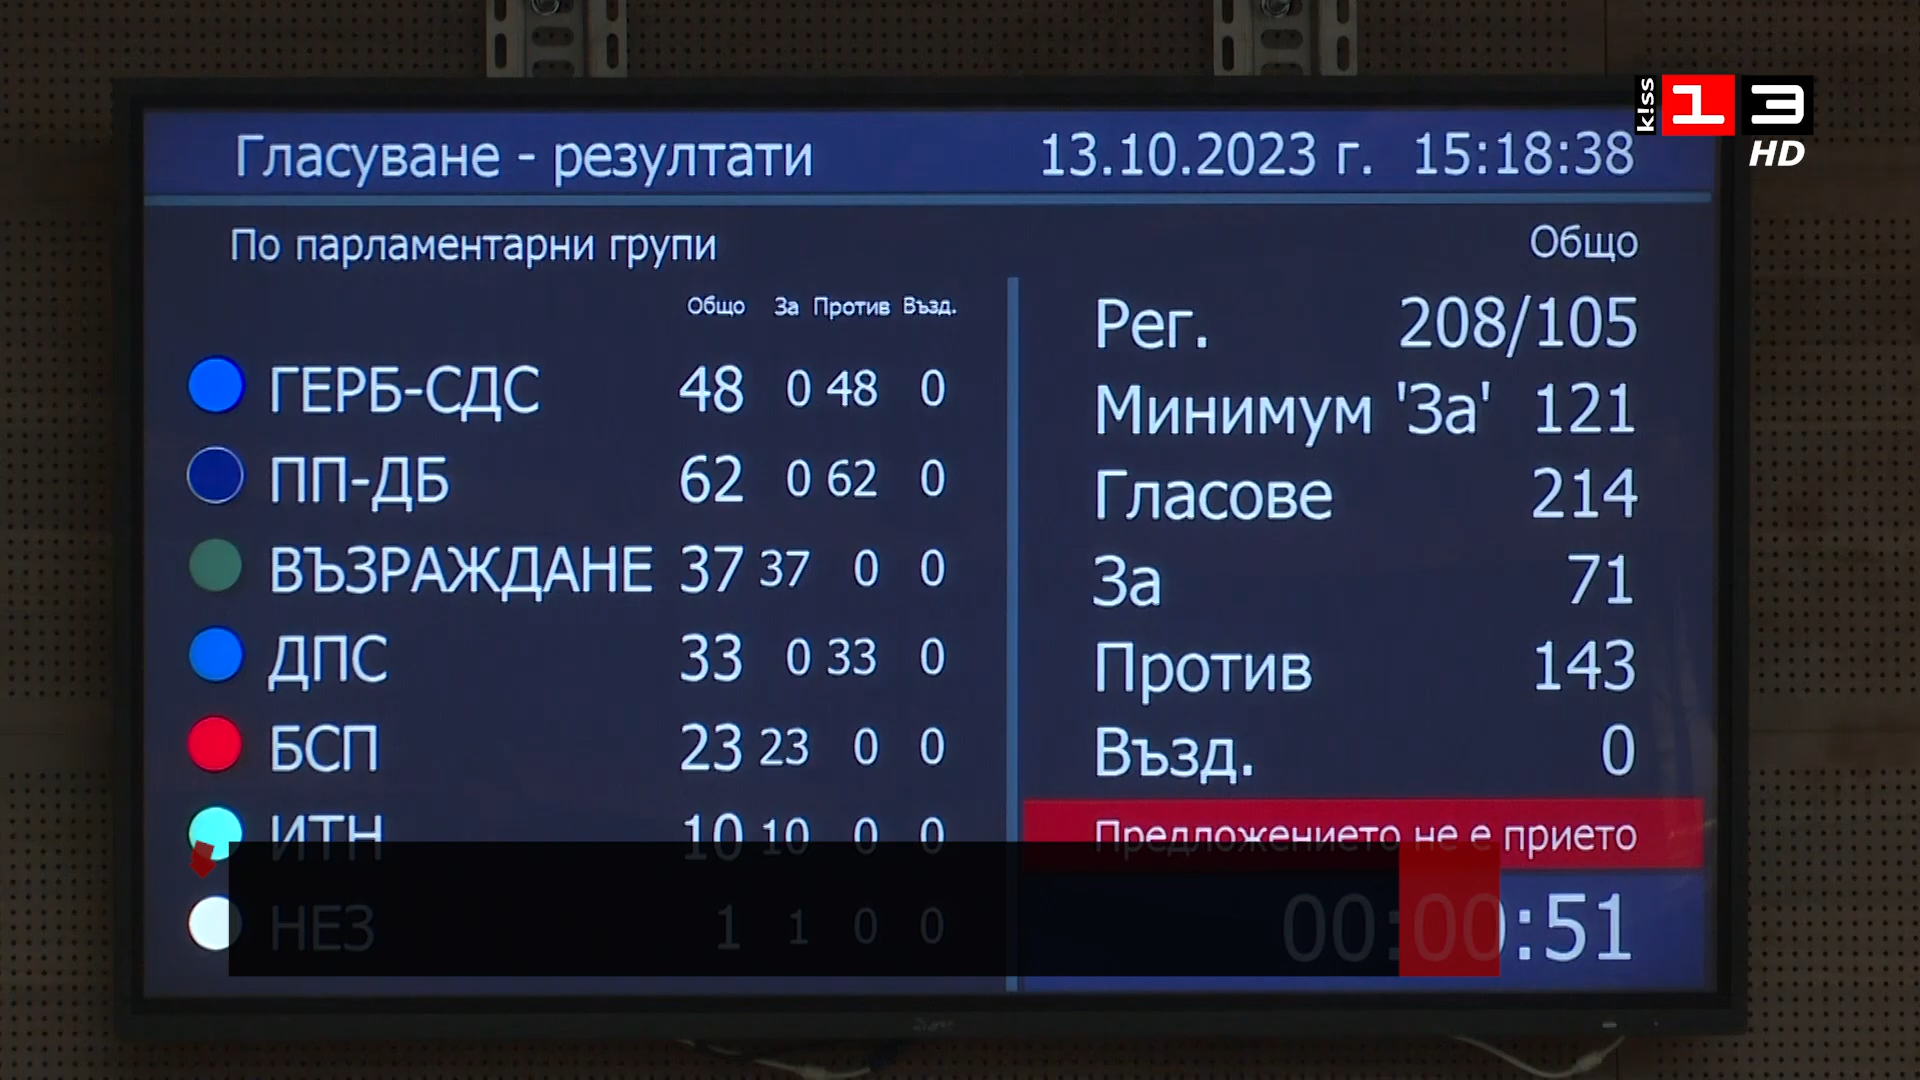 k!ss 13
HD
Гласуване - резултати 13.10.2023 г. 15:18:38
По парламентарни групи Общо
Общо За Против Възд.
ГЕРБ-СДС 48 0 48 0
ПП-ДБ 62 0 62 0
ВЪЗРАЖДАНЕ 37 37 0 0
ДПС 33 0 33 0
БСП 23 23 0 0
ИТН 10 10 0 0
НЕЗ 1 1 0 0
Рег. 208/105
Минимум 'За' 121
Гласове 214
За 71
Против 143
Възд. 0
Предложението не е прието
00:00:51